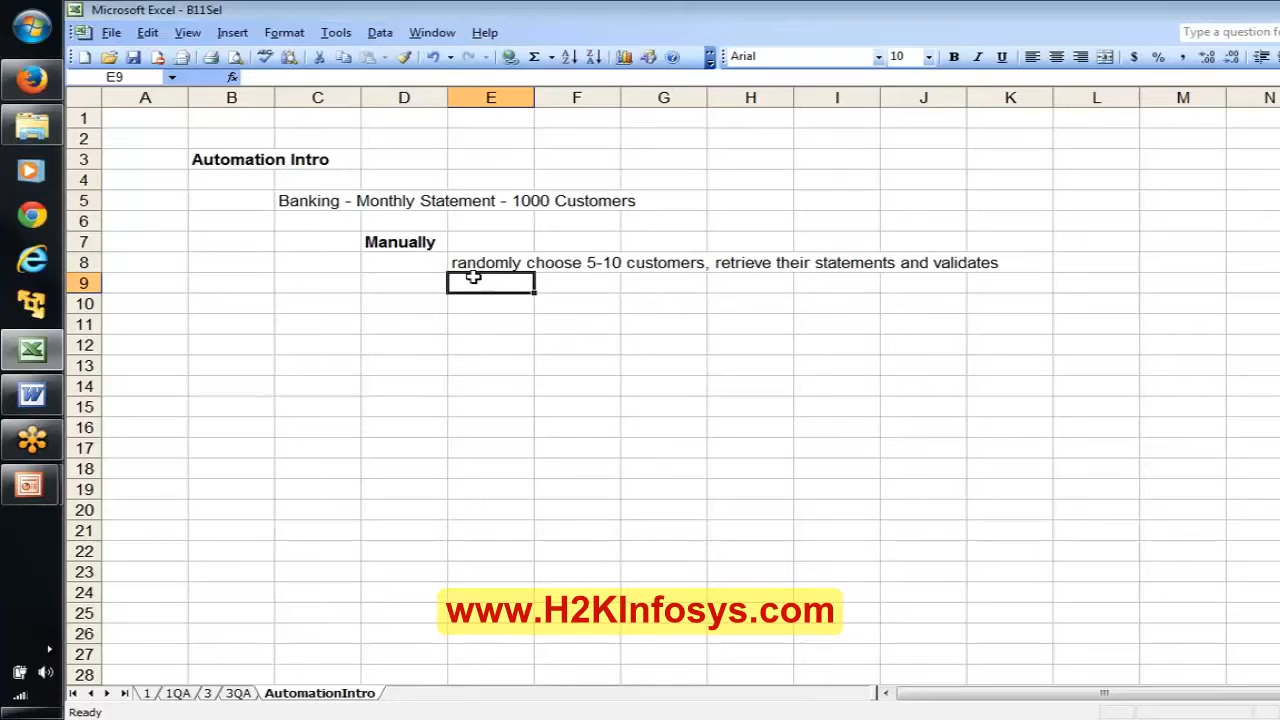 Microsoft Excel - B11Sel
File Edit View Insert Format Tools Data Window Help
Type a question fo
Arial 10 B I U $ % ,
E9 fx
A B C D E F G H I J K L M N
1
2
3 Automation Intro
4
5 Banking - Monthly Statement - 1000 Customers
6
7 Manually
8 randomly choose 5-10 customers, retrieve their statements and validates
9
10
11
12
13
14
15
16
17
18
19
20
21
22
23
24
25
26
27
28
www.H2KInfosys.com
1 1QA 3 3QA AutomationIntro
Ready